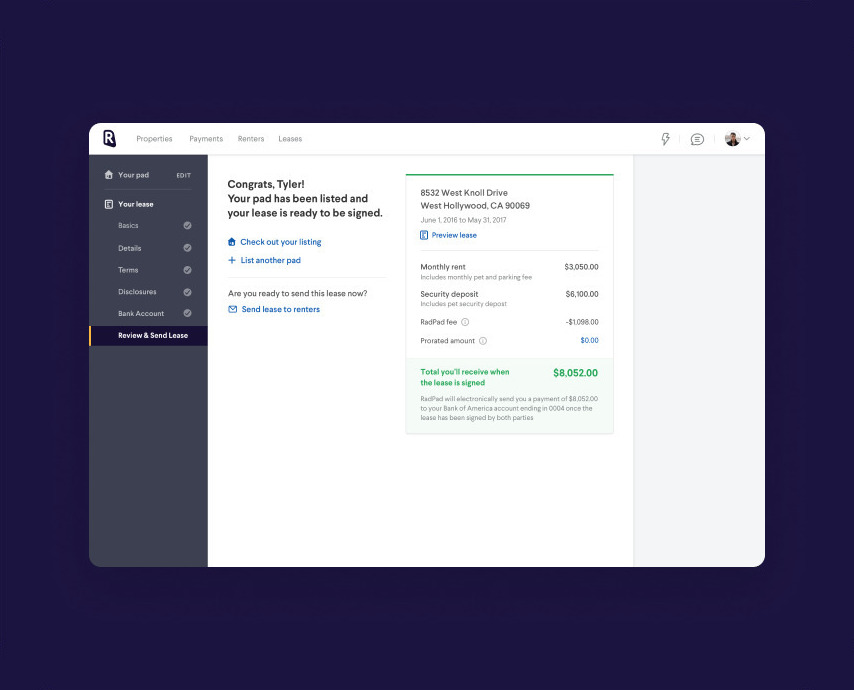 R Properties Payments Renters Leases
Your pad EDIT
Your lease
Basics
Details
Terms
Disclosures
Bank Account
Review & Send Lease
Congrats, Tyler!
Your pad has been listed and
your lease is ready to be signed.
Check out your listing
List another pad
Are you ready to send this lease now?
Send lease to renters
8532 West Knoll Drive
West Hollywood, CA 90069
June 1, 2016 to May 31, 2017
Preview lease
Monthly rent $3,050.00
Includes monthly pet and parking fee
Security deposit $6,100.00
Includes pet security depost
RadPad fee -$1,098.00
Prorated amount $0.00
Total you'll receive when $8,052.00
the lease is signed
RadPad will electronically send you a payment of $8,052.00
to your Bank of America account ending in 0004 once the
lease has been signed by both parties